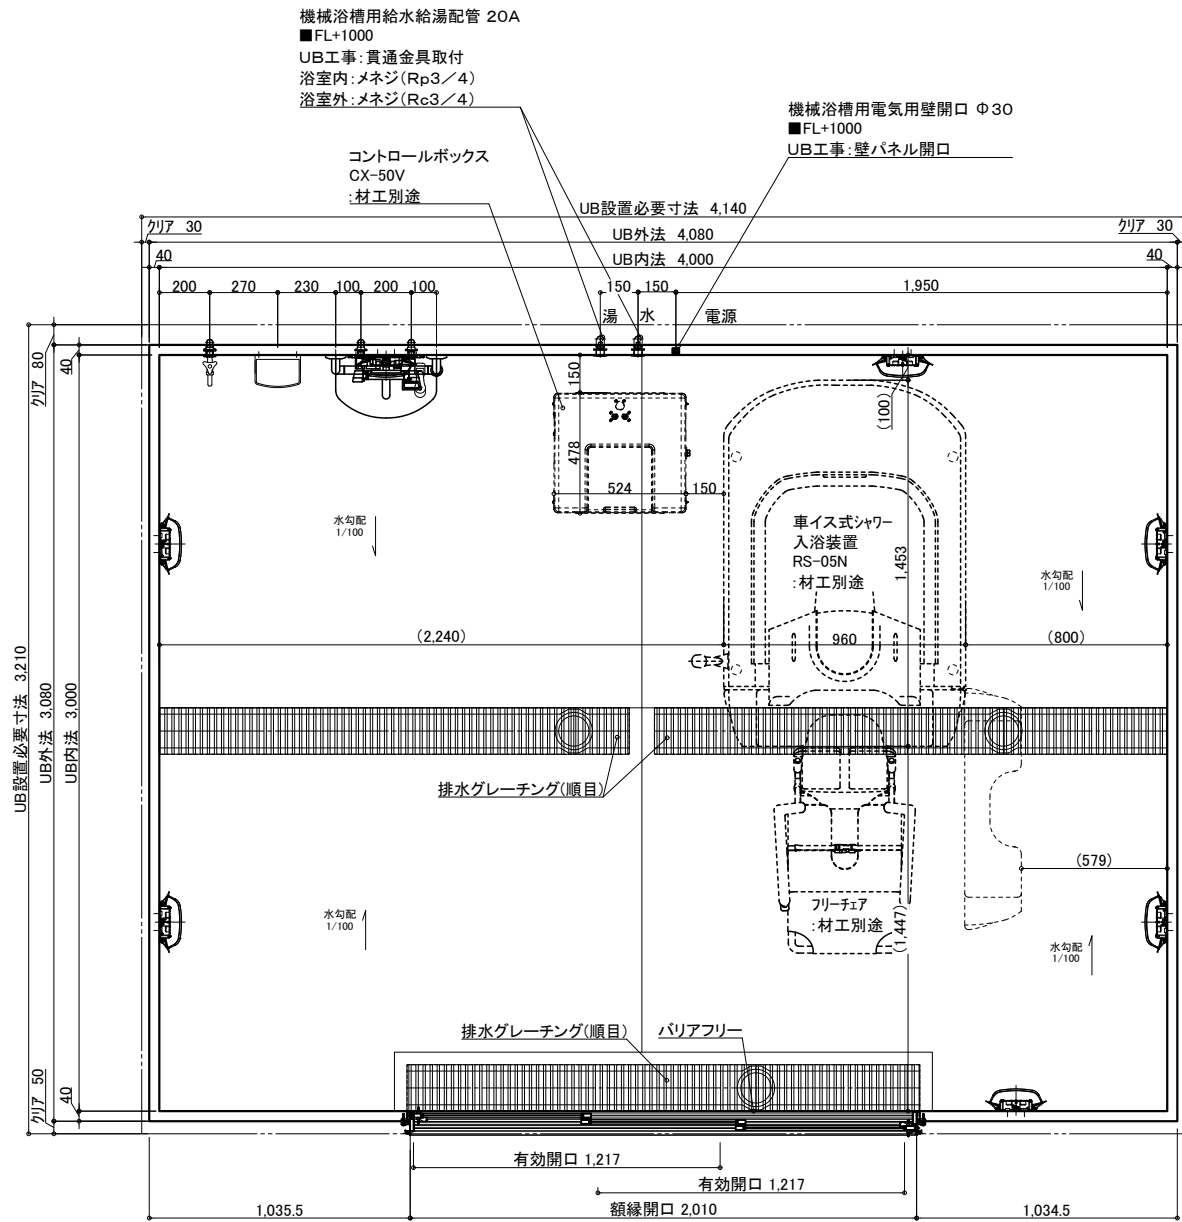 機械浴槽用給水給湯配管 20A
■FL+1000
UB工事:貫通金具取付
浴室内:メネジ(Rp3/4)
浴室外:メネジ(Rc3/4)
機械浴槽用電気用壁開口 Φ30
■FL+1000
UB工事:壁パネル開口
コントロールボックス
CX-50V
:材工別途
UB設置必要寸法 4,140
クリア 30
UB外法 4,080
クリア 30
40
UB内法 4,000
40
200
270
230
100
200
100
150
150
1,950
湯
水
電源
クリア 80
40
150
(100)
478
524
150
水勾配
1/100
車イス式シャワー
入浴装置
RS-05N
:材工別途
1,453
水勾配
1/100
(2,240)
960
(800)
UB設置必要寸法 3,210
UB外法 3,080
UB内法 3,000
排水グレーチング(順目)
(579)
フリーチェア
:材工別途
(1,447)
水勾配
1/100
水勾配
1/100
排水グレーチング(順目)
バリアフリー
クリア 50
40
有効開口 1,217
有効開口 1,217
1,035.5
額縁開口 2,010
1,034.5